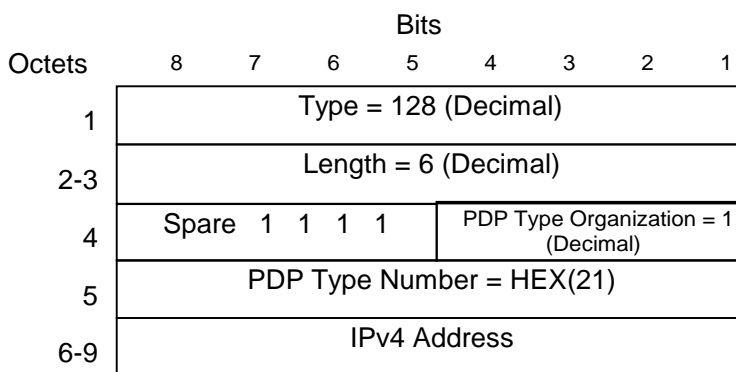 Bits
Octets 8 7 6 5 4 3 2 1
1 Type = 128 (Decimal)
2-3 Length = 6 (Decimal)
4 Spare 1 1 1 1 PDP Type Organization = 1
(Decimal)
5 PDP Type Number = HEX(21)
6-9 IPv4 Address